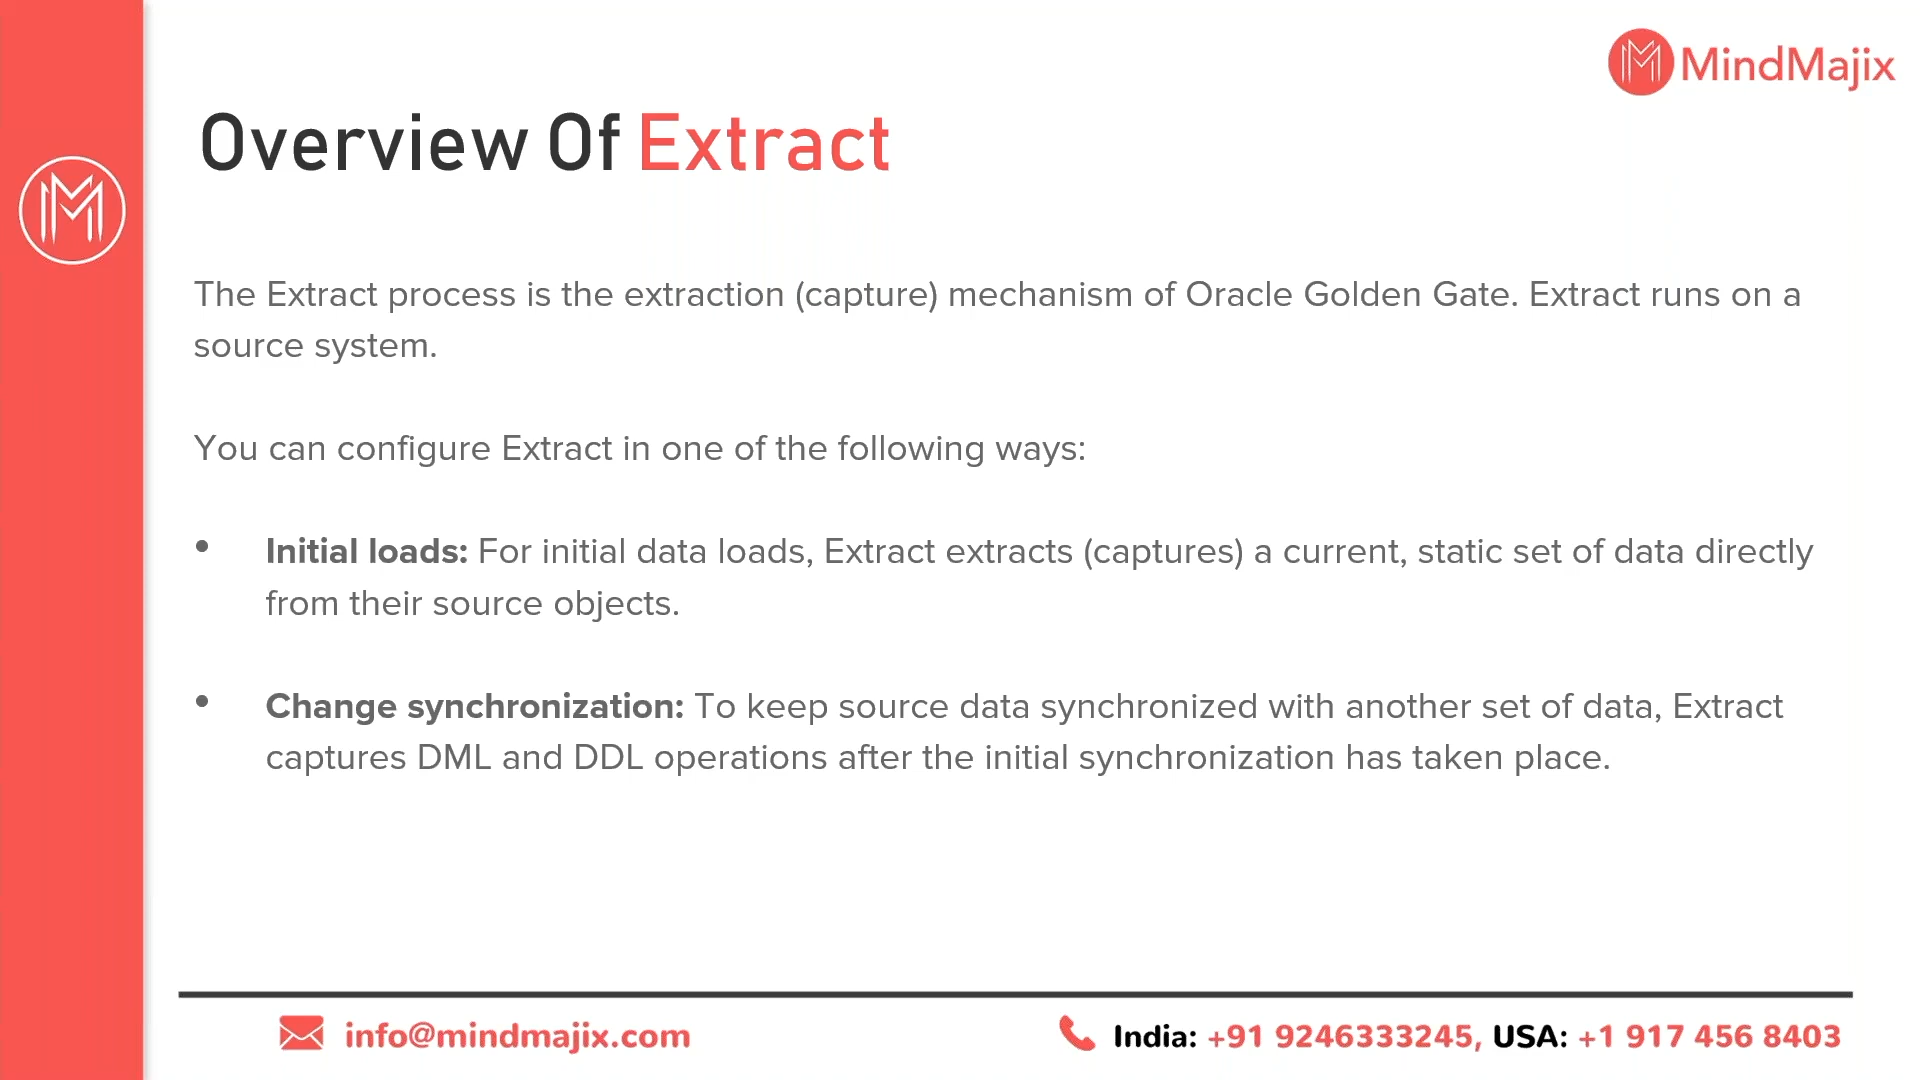 MindMajix
Overview Of Extract
The Extract process is the extraction (capture) mechanism of Oracle Golden Gate. Extract runs on a
source system.
You can configure Extract in one of the following ways:
• Initial loads: For initial data loads, Extract extracts (captures) a current, static set of data directly
from their source objects.
• Change synchronization: To keep source data synchronized with another set of data, Extract
captures DML and DDL operations after the initial synchronization has taken place.
info@mindmajix.com
India: +91 9246333245, USA: +1 917 456 8403